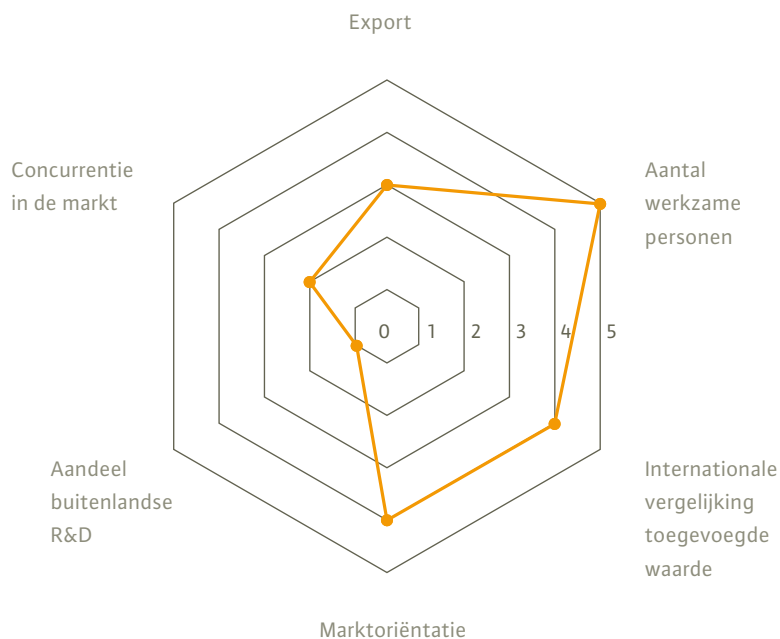 Export
Concurrentie
in de markt
Aantal
werkzame
personen
0 1 2 3 4 5
Aandeel
buitenlandse
R&D
Internationale
vergelijking
toegevoegde
waarde
Marktoriëntatie